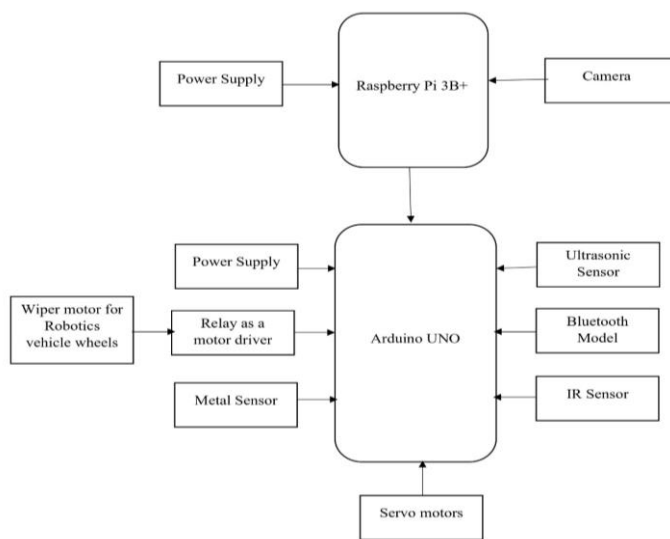 Power Supply
Raspberry Pi 3B+
Camera
Power Supply
Ultrasonic
Sensor
Wiper motor for
Robotics
vehicle wheels
Relay as a
motor driver
Arduino UNO
Bluetooth
Model
Metal Sensor
IR Sensor
Servo motors